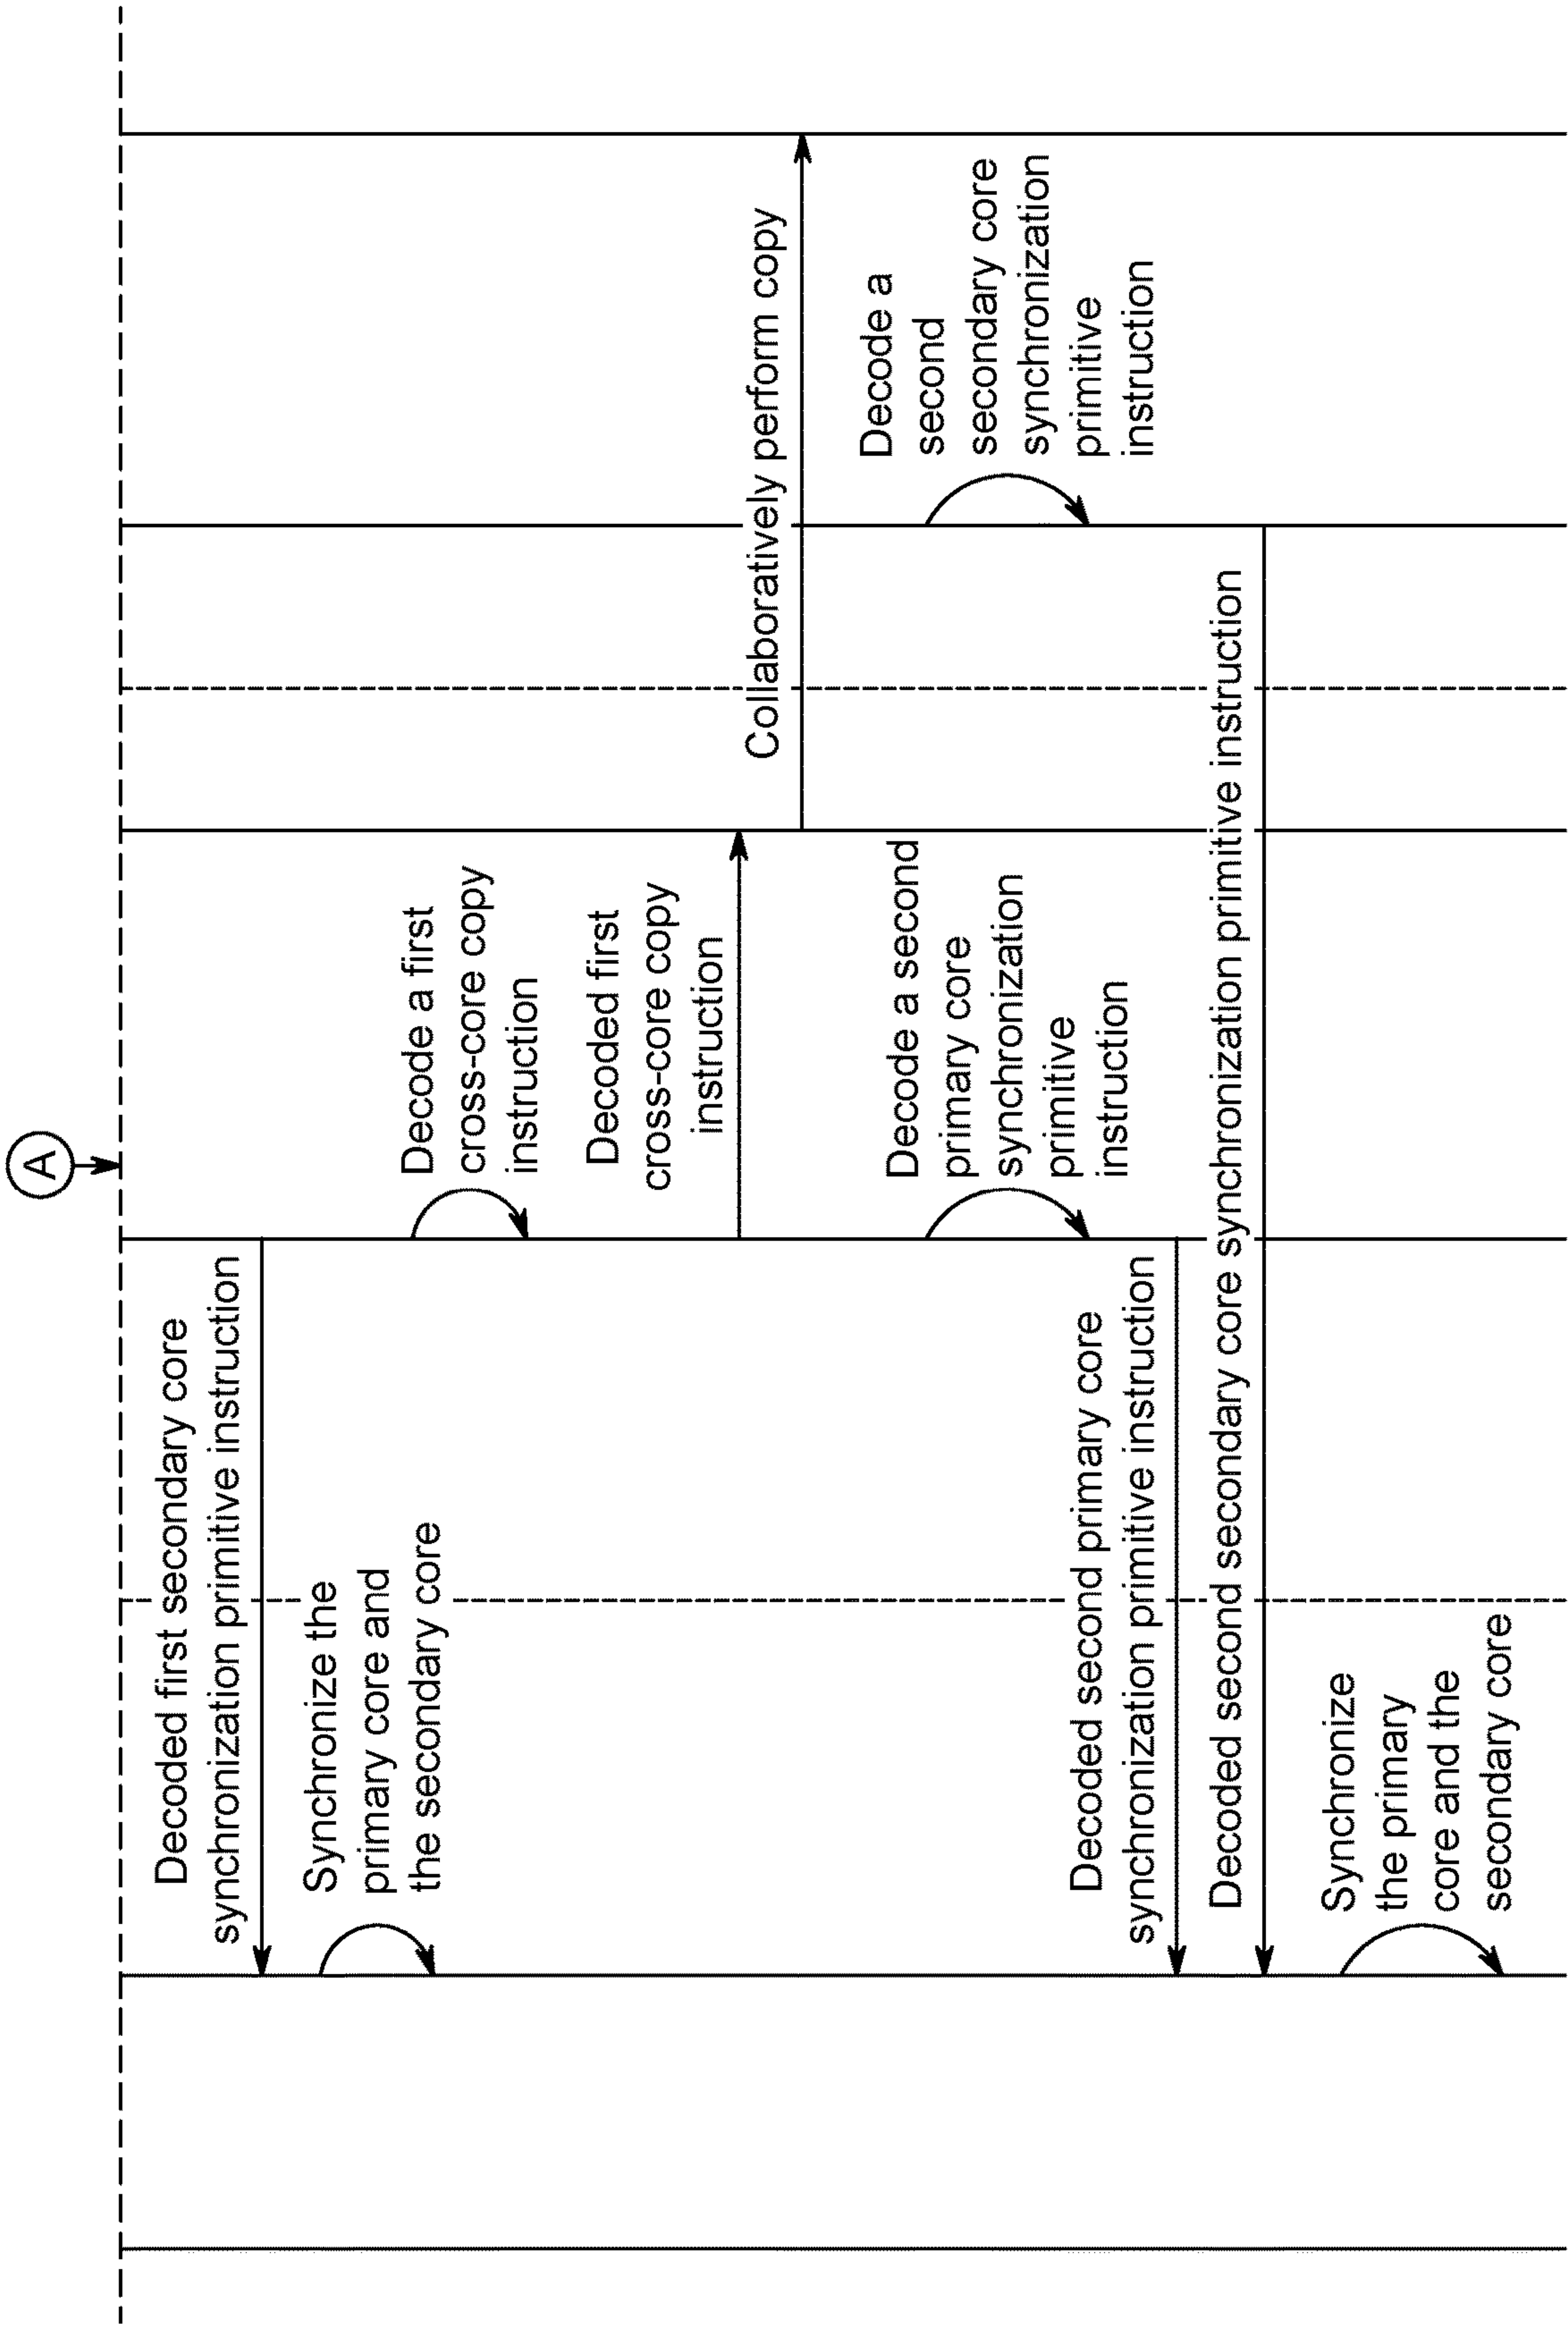 A
Decoded first secondary core
synchronization primitive instruction
Synchronize the
primary core and
the secondary core
Decode a first
cross-core copy
instruction
Decoded first
cross-core copy
instruction
Collaboratively perform copy
Decode a second
primary core
synchronization
primitive
instruction
Decode a
second
secondary core
synchronization
primitive
instruction
Decoded second primary core
synchronization primitive instruction
Decoded second secondary core synchronization primitive instruction
Synchronize
the primary
core and the
secondary core